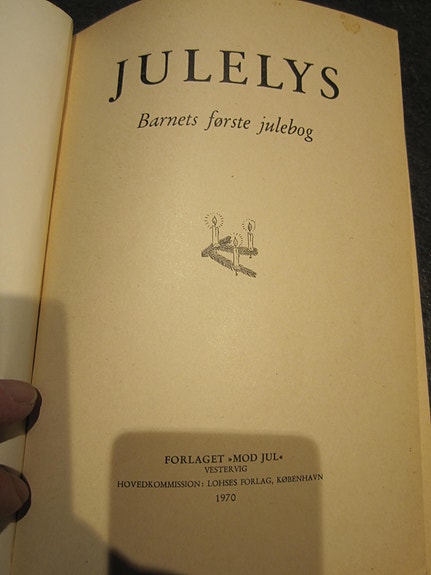 JULELYS
Barnets første julebog
FORLAGET »MOD JUL«
VESTERVIG
HOVEDKOMMISSION: LOHSES FORLAG, KØBENHAVN
1970